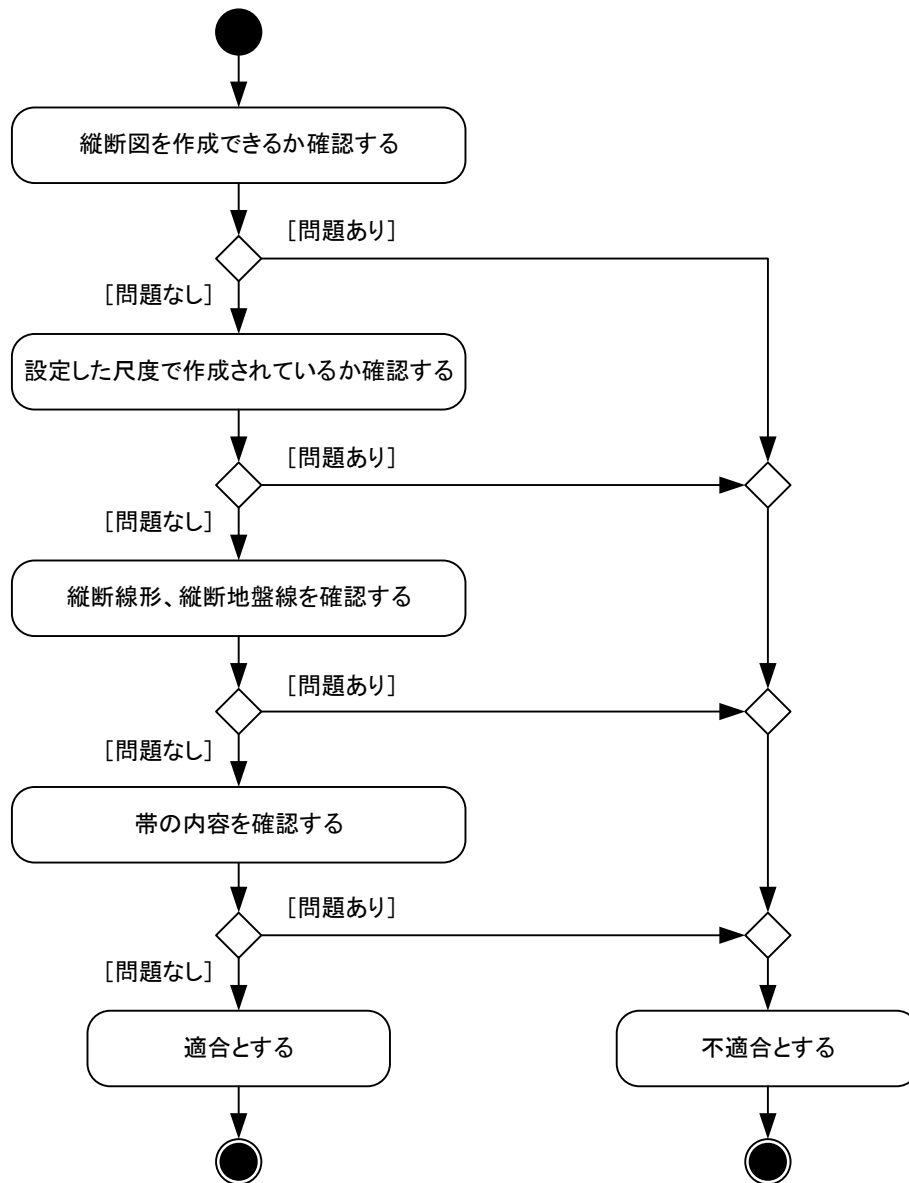 縦断図を作成できるか確認する
[問題あり]
[問題なし]
設定した尺度で作成されているか確認する
[問題あり]
[問題なし]
縦断線形、縦断地盤線を確認する
[問題あり]
[問題なし]
帯の内容を確認する
[問題あり]
[問題なし]
適合とする
不適合とする